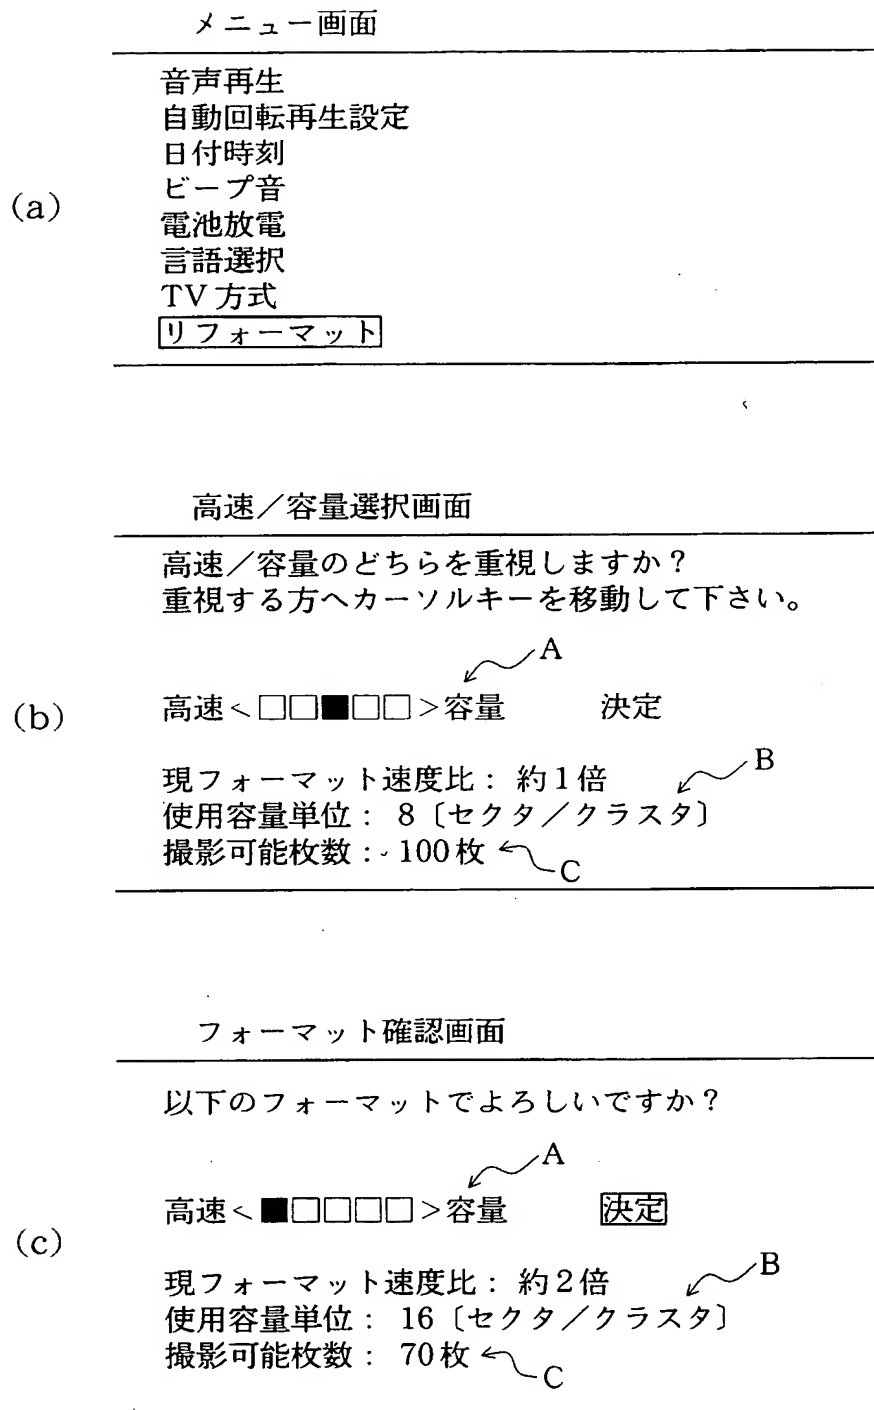 メニュー画面
音声再生
自動回転再生設定
日付時刻
ビープ音
(a)
電池放電
言語選択
TV方式
リフォーマット
高速／容量選択画面
高速／容量のどちらを重視しますか？
重視する方へカーソルキーを移動して下さい。
A
(b)
高速<□□■□□>容量 決定
B
現フォーマット速度比： 約1倍
使用容量単位： 8〔セクタ／クラスタ〕
撮影可能枚数： 100枚
C
フォーマット確認画面
以下のフォーマットでよろしいですか？
A
高速<■□□□□>容量 決定
(c)
B
現フォーマット速度比： 約2倍
使用容量単位： 16〔セクタ／クラスタ〕
撮影可能枚数： 70枚
C